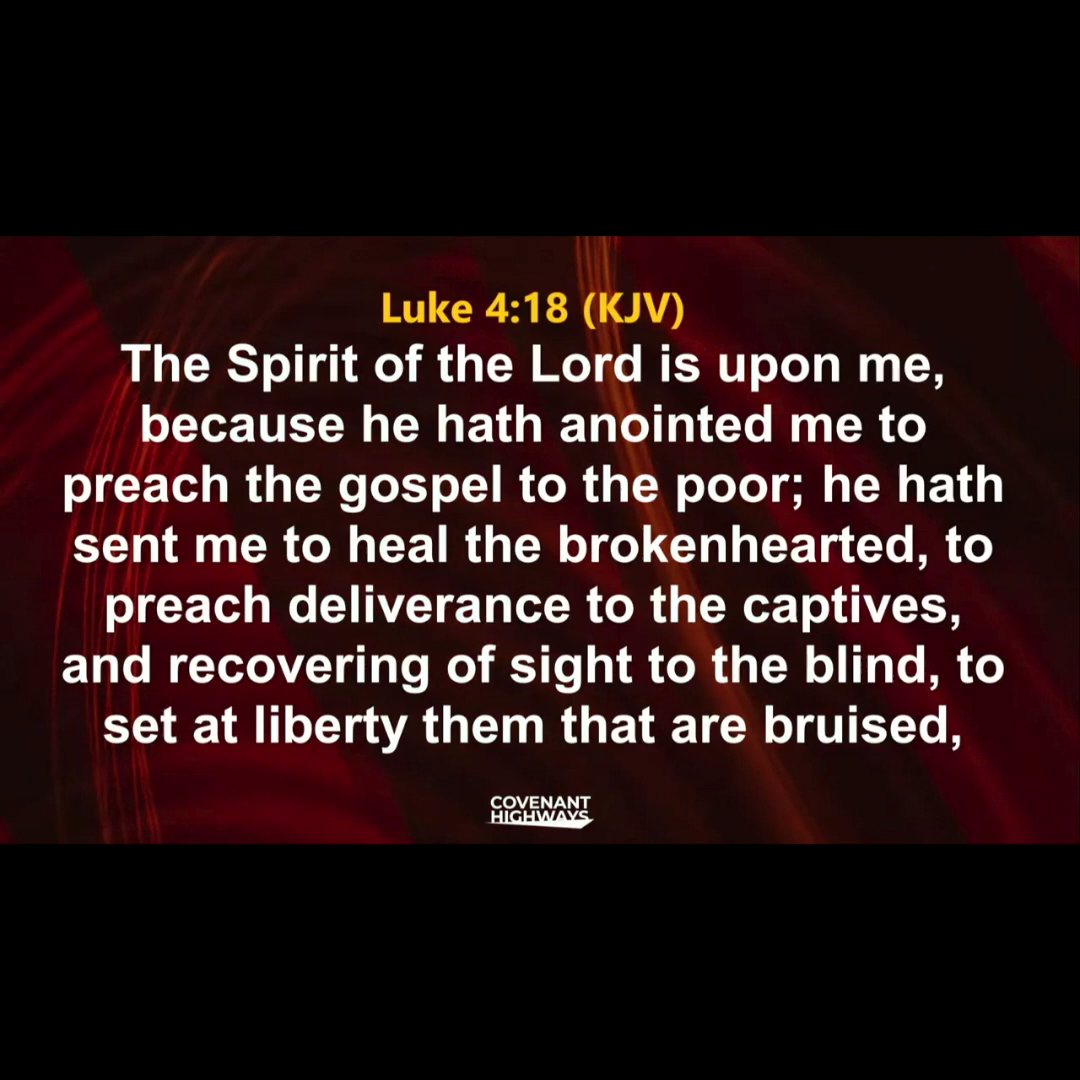 Luke 4:18 (KJV)
The Spirit of the Lord is upon me,
because he hath anointed me to
preach the gospel to the poor; he hath
sent me to heal the brokenhearted, to
preach deliverance to the captives,
and recovering of sight to the blind, to
set at liberty them that are bruised,
COVENANT
HIGHWAYS